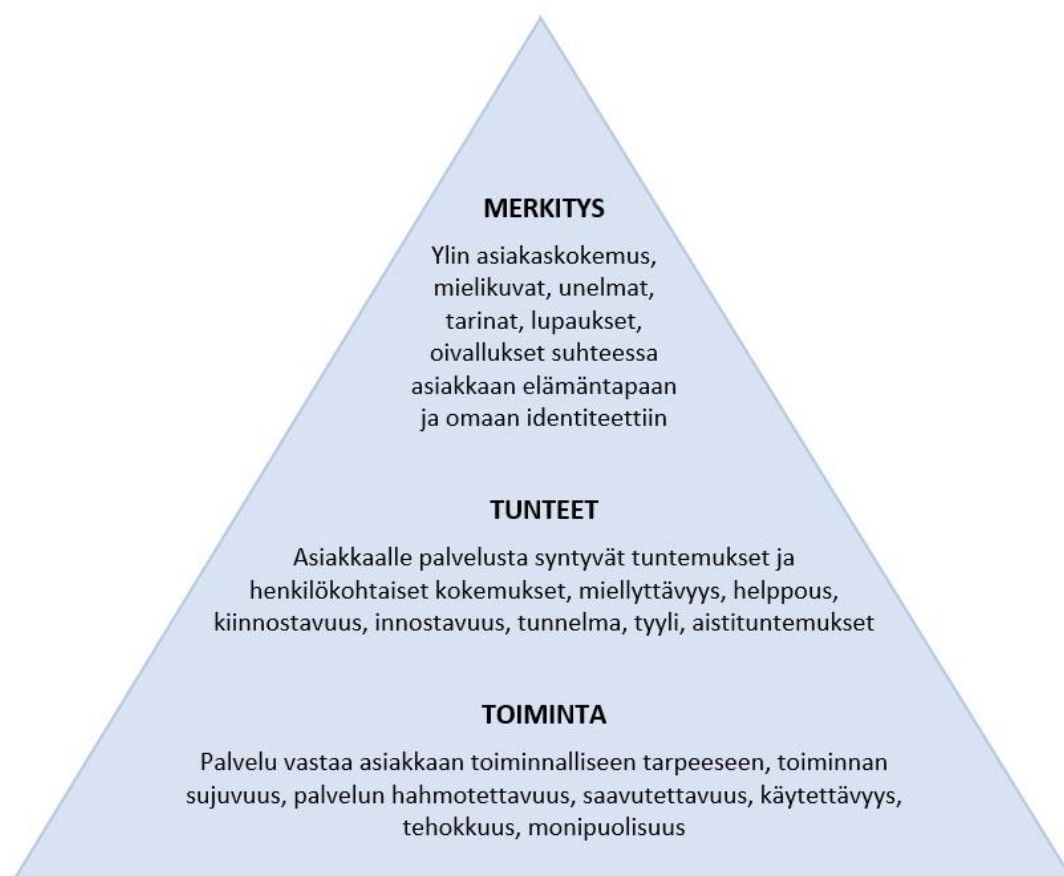 MERKITYS
Ylin asiakaskokemus,
mielikuvat, unelmat,
tarinat, lupaukset,
oivallukset suhteessa
asiakkaan elämäntapaan
ja omaan identiteettiin
TUNTEET
Asiakkaalle palvelusta syntyvät tuntemukset ja
henkilökohtaiset kokemukset, miellyttävyys, helppous,
kiinnostavuus, innostavuus, tunnelma, tyyli, aistituntemukset
TOIMINTA
Palvelu vastaa asiakkaan toiminnalliseen tarpeeseen, toiminnan
sujuvuus, palvelun hahmotettavuus, saavutettavuus, käytettävyys,
tehokkuus, monipuolisuus